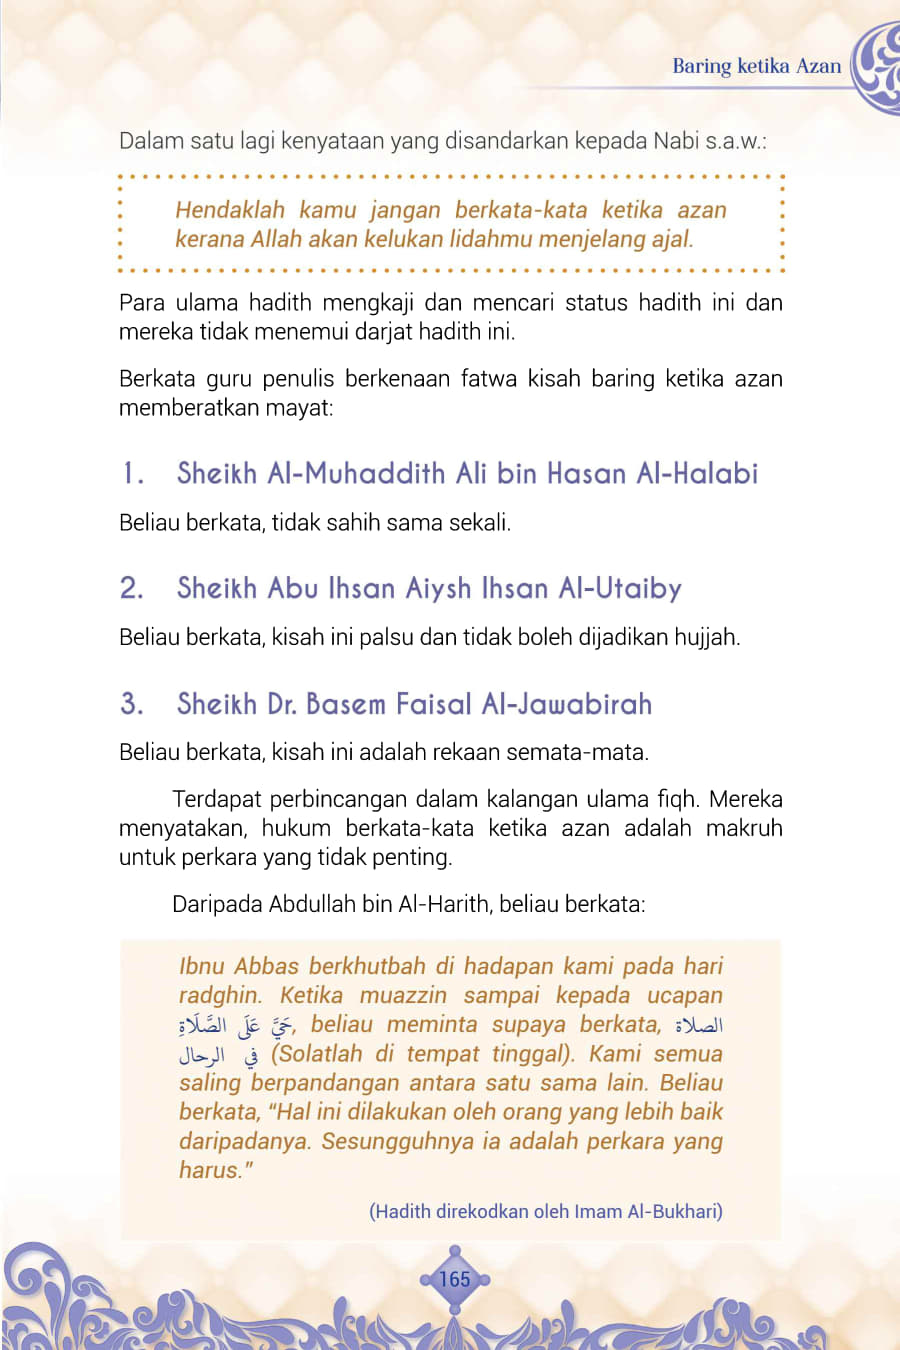 Baring ketika Azan
Dalam satu lagi kenyataan yang disandarkan kepada Nabi s.a.w.:
Hendaklah kamu jangan berkata-kata ketika azan
kerana Allah akan kelukan lidahmu menjelang ajal.
Para ulama hadith mengkaji dan mencari status hadith ini dan
mereka tidak menemui darjat hadith ini.
Berkata guru penulis berkenaan fatwa kisah baring ketika azan
memberatkan mayat:
1. Sheikh Al-Muhaddith Ali bin Hasan Al-Halabi
Beliau berkata, tidak sahih sama sekali.
2. Sheikh Abu Ihsan Aiysh Ihsan Al-Utaiby
Beliau berkata, kisah ini palsu dan tidak boleh dijadikan hujjah.
3. Sheikh Dr. Basem Faisal Al-Jawabirah
Beliau berkata, kisah ini adalah rekaan semata-mata.
Terdapat perbincangan dalam kalangan ulama fiqh. Mereka
menyatakan, hukum berkata-kata ketika azan adalah makruh
untuk perkara yang tidak penting.
Daripada Abdullah bin Al-Harith, beliau berkata:
Ibnu Abbas berkhutbah di hadapan kami pada hari
radghin. Ketika muazzin sampai kepada ucapan
حَيَّ عَلَى الصَّلَاةِ, beliau meminta supaya berkata, الصلاة
في الرحال (Solatlah di tempat tinggal). Kami semua
saling berpandangan antara satu sama lain. Beliau
berkata, “Hal ini dilakukan oleh orang yang lebih baik
daripadanya. Sesungguhnya ia adalah perkara yang
harus.”
(Hadith direkodkan oleh Imam Al-Bukhari)
165